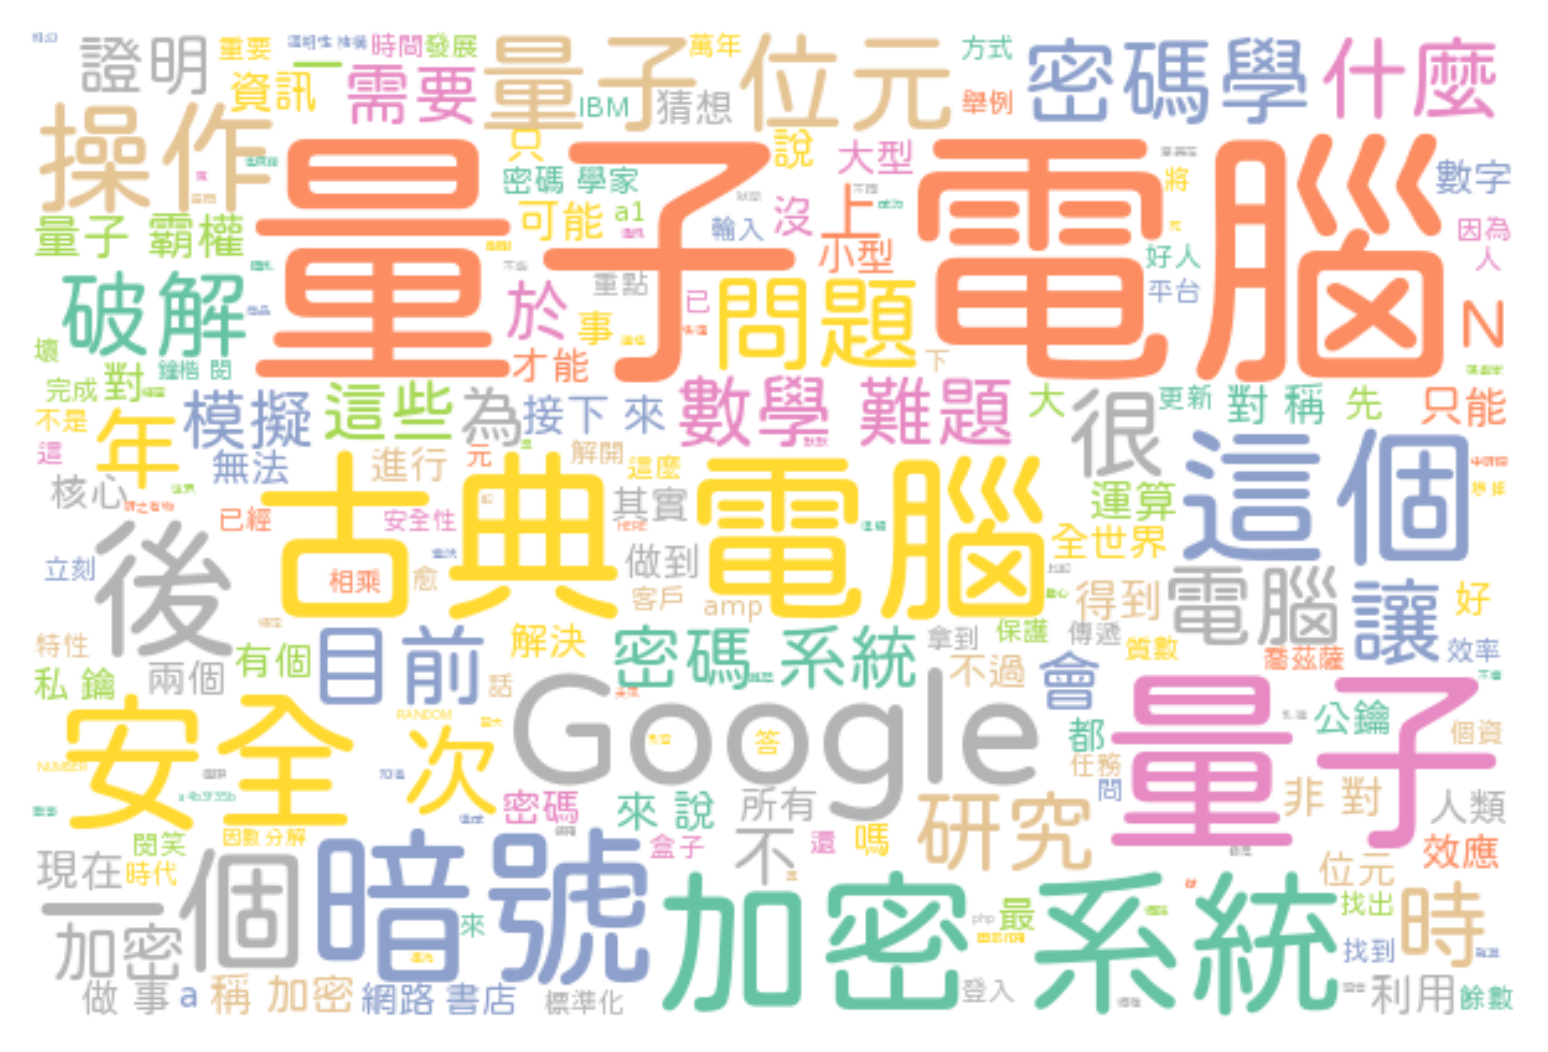 證明
重要
時間
發展
量子位元
萬年
方式
密碼學
什麼
資訊
需要
IBM
猜想
舉例
操作
量子電腦
只
說
大型
密碼 學家
將
數字
量子 霸權
可能
a1
輸入
沒
上
小型
好人
因為
人
破解
重點
於
已
問題
平台
N
事
壞
鐘楷 閔
才能
下
完成
對
模擬
這些
為
接下 來
數學 難題
大
很
更新
對 稱
先
只能
不是
年
這
無法
進行
元
解開
這麼
這個
核心
古典電腦
其實
運算
已經
安全性
全世界
後
做到
立刻
相乘
愈
客戶
amp
得到
電腦
讓
好
特性
有個
目前
解決
密碼 系統
拿到
保護
傳遞
質數
喬茲薩
效率
私 鑰
兩個
話
不過
會
量子
RANDOM
Google
公鑰
個資
安全
次
答
都
任務
NUMBER
a4b3f35b
密碼
來 說
所有
研究
問
非 對
人類
因數 分解
閔笑
盒子
不
還
嗎
效應
現在
時代
一個
暗號
加密系統
位元
時
加密
來
php
最
找出
找到
做 事
a
稱 加密
網路 書店
標準化
登入
利用
餘數